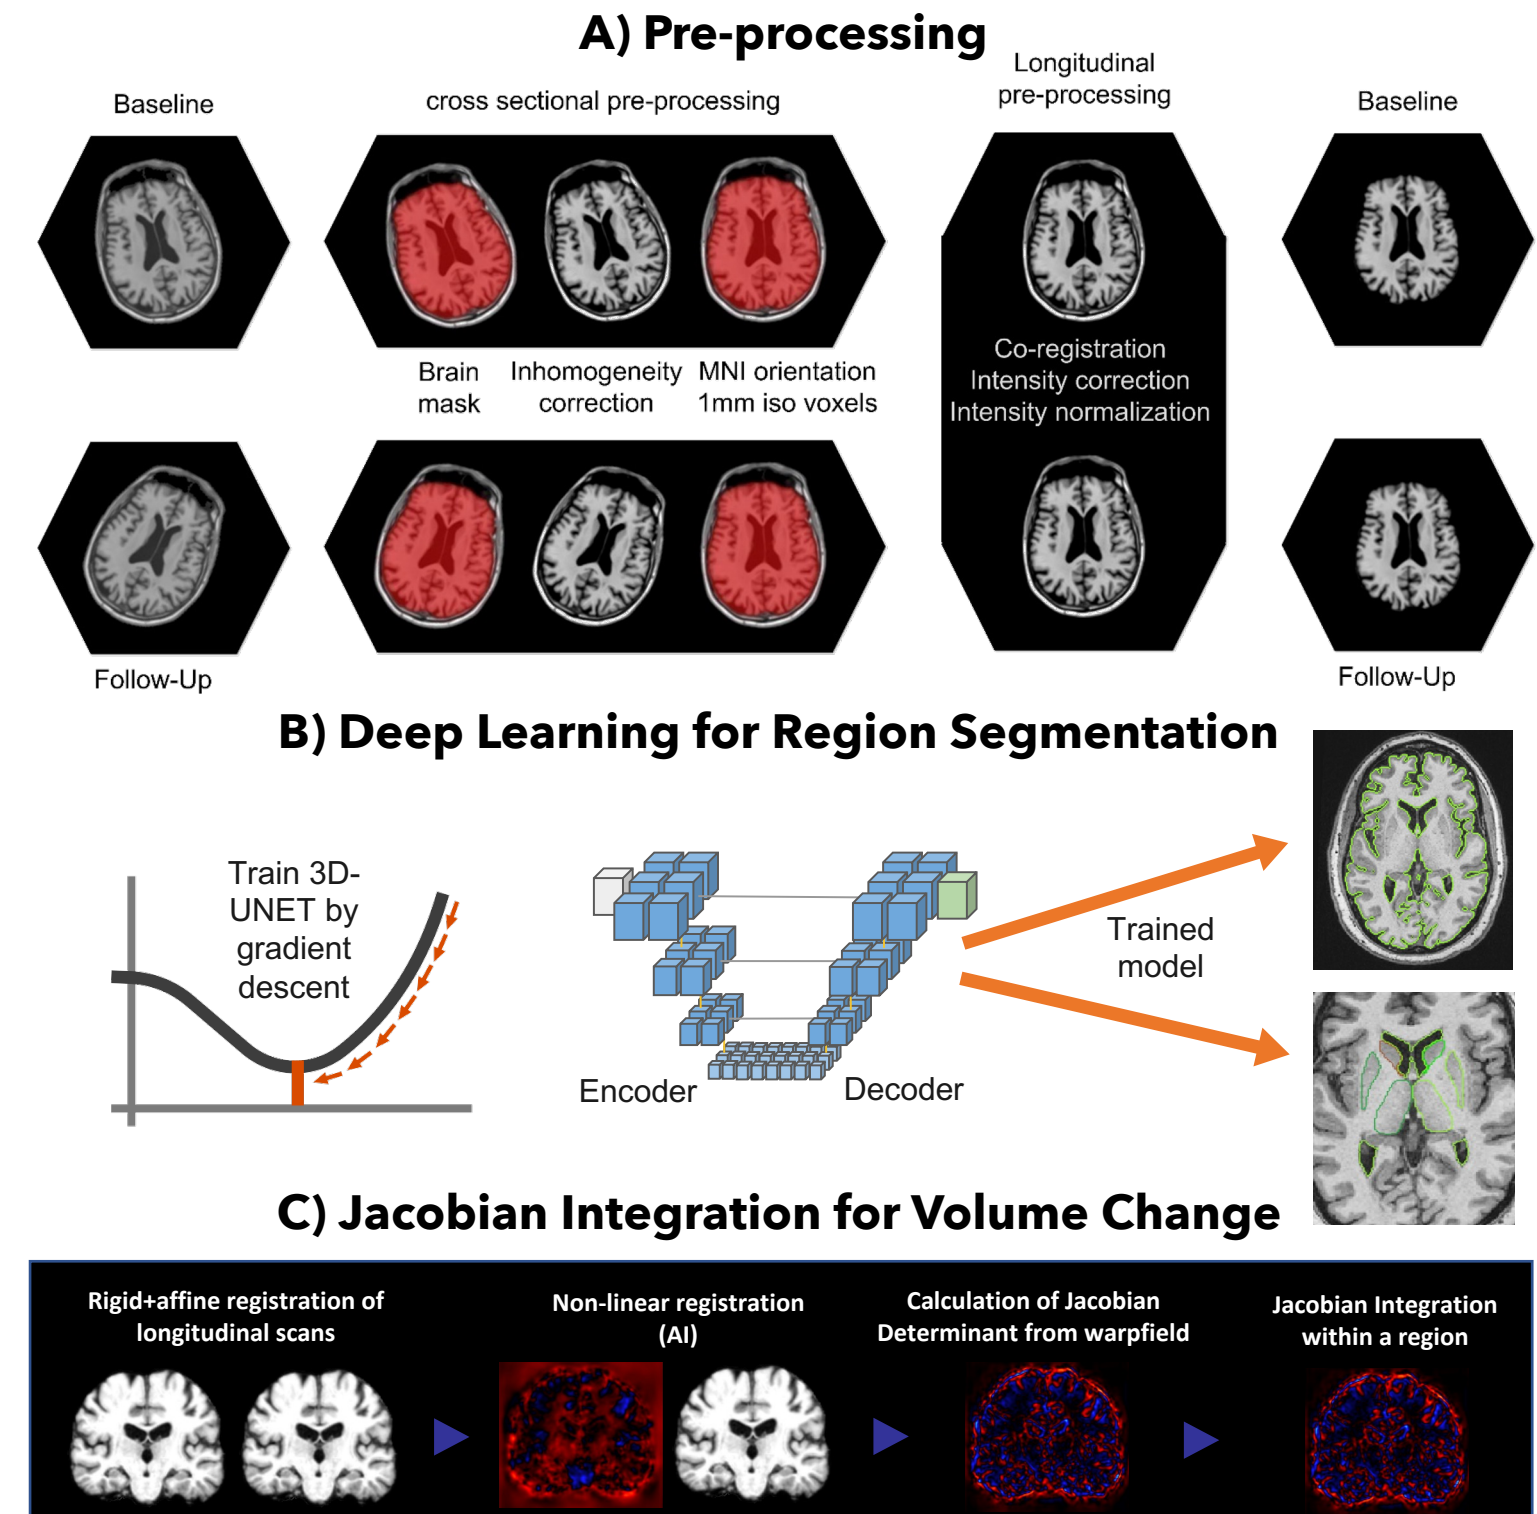 A) Pre-processing
Baseline
cross sectional pre-processing
Longitudinal
pre-processing
Baseline
Brain
mask
Inhomogeneity
correction
MNI orientation
1mm iso voxels
Co-registration
Intensity correction
Intensity normalization
Follow-Up
Follow-Up
B) Deep Learning for Region Segmentation
Train 3D-
UNET by
gradient
descent
Encoder
Decoder
Trained
model
C) Jacobian Integration for Volume Change
Rigid+affine registration of
longitudinal scans
Non-linear registration
(AI)
Calculation of Jacobian
Determinant from warpfield
Jacobian Integration
within a region